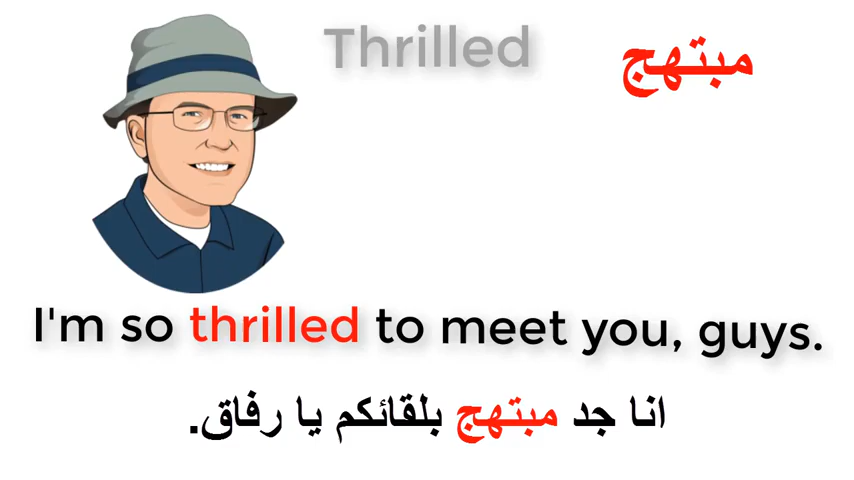 Thrilled
مبتهج
I'm so thrilled to meet you, guys.
انا جد مبتهج بلقائكم يا رفاق.